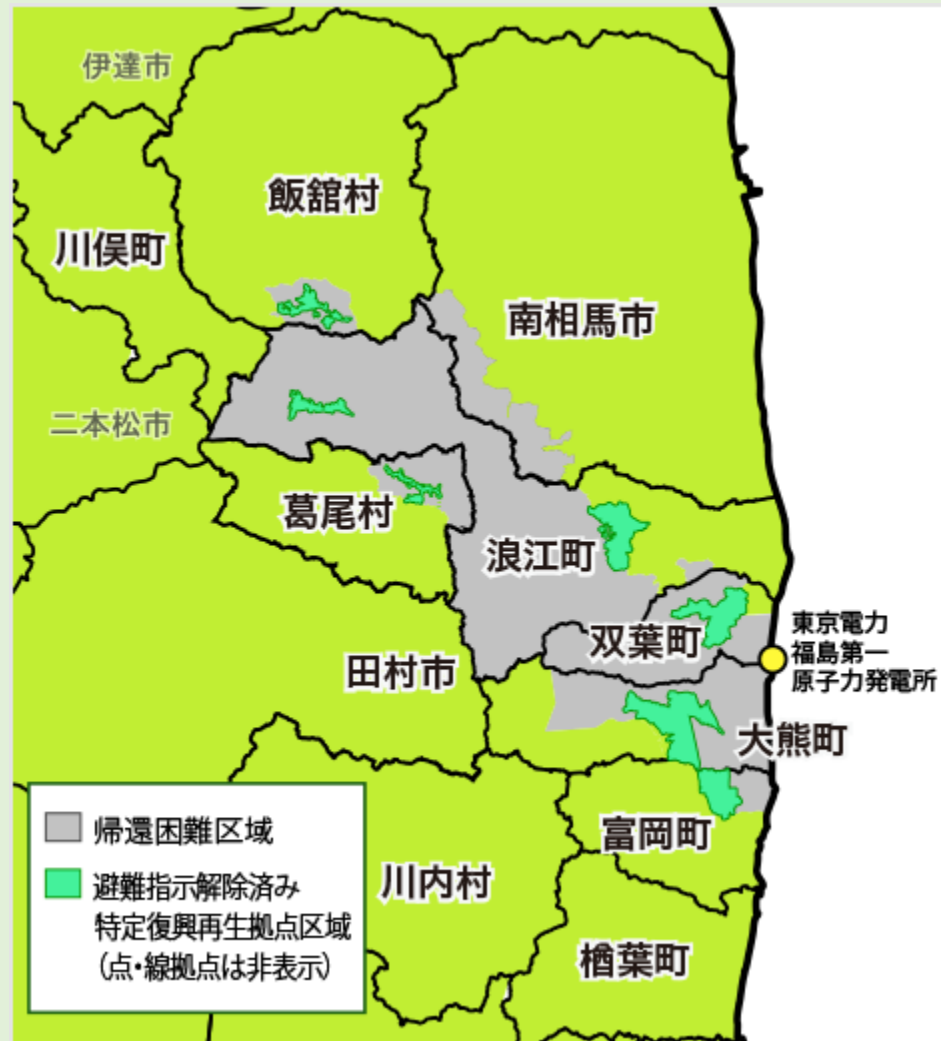 伊達市
飯舘村
川俣町
南相馬市
二本松市
葛尾村
浪江町
双葉町
東京電力
福島第一
原子力発電所
田村市
大熊町
富岡町
川内村
楢葉町
帰還困難区域
避難指示解除済み
特定復興再生拠点区域
(点・線拠点は非表示)